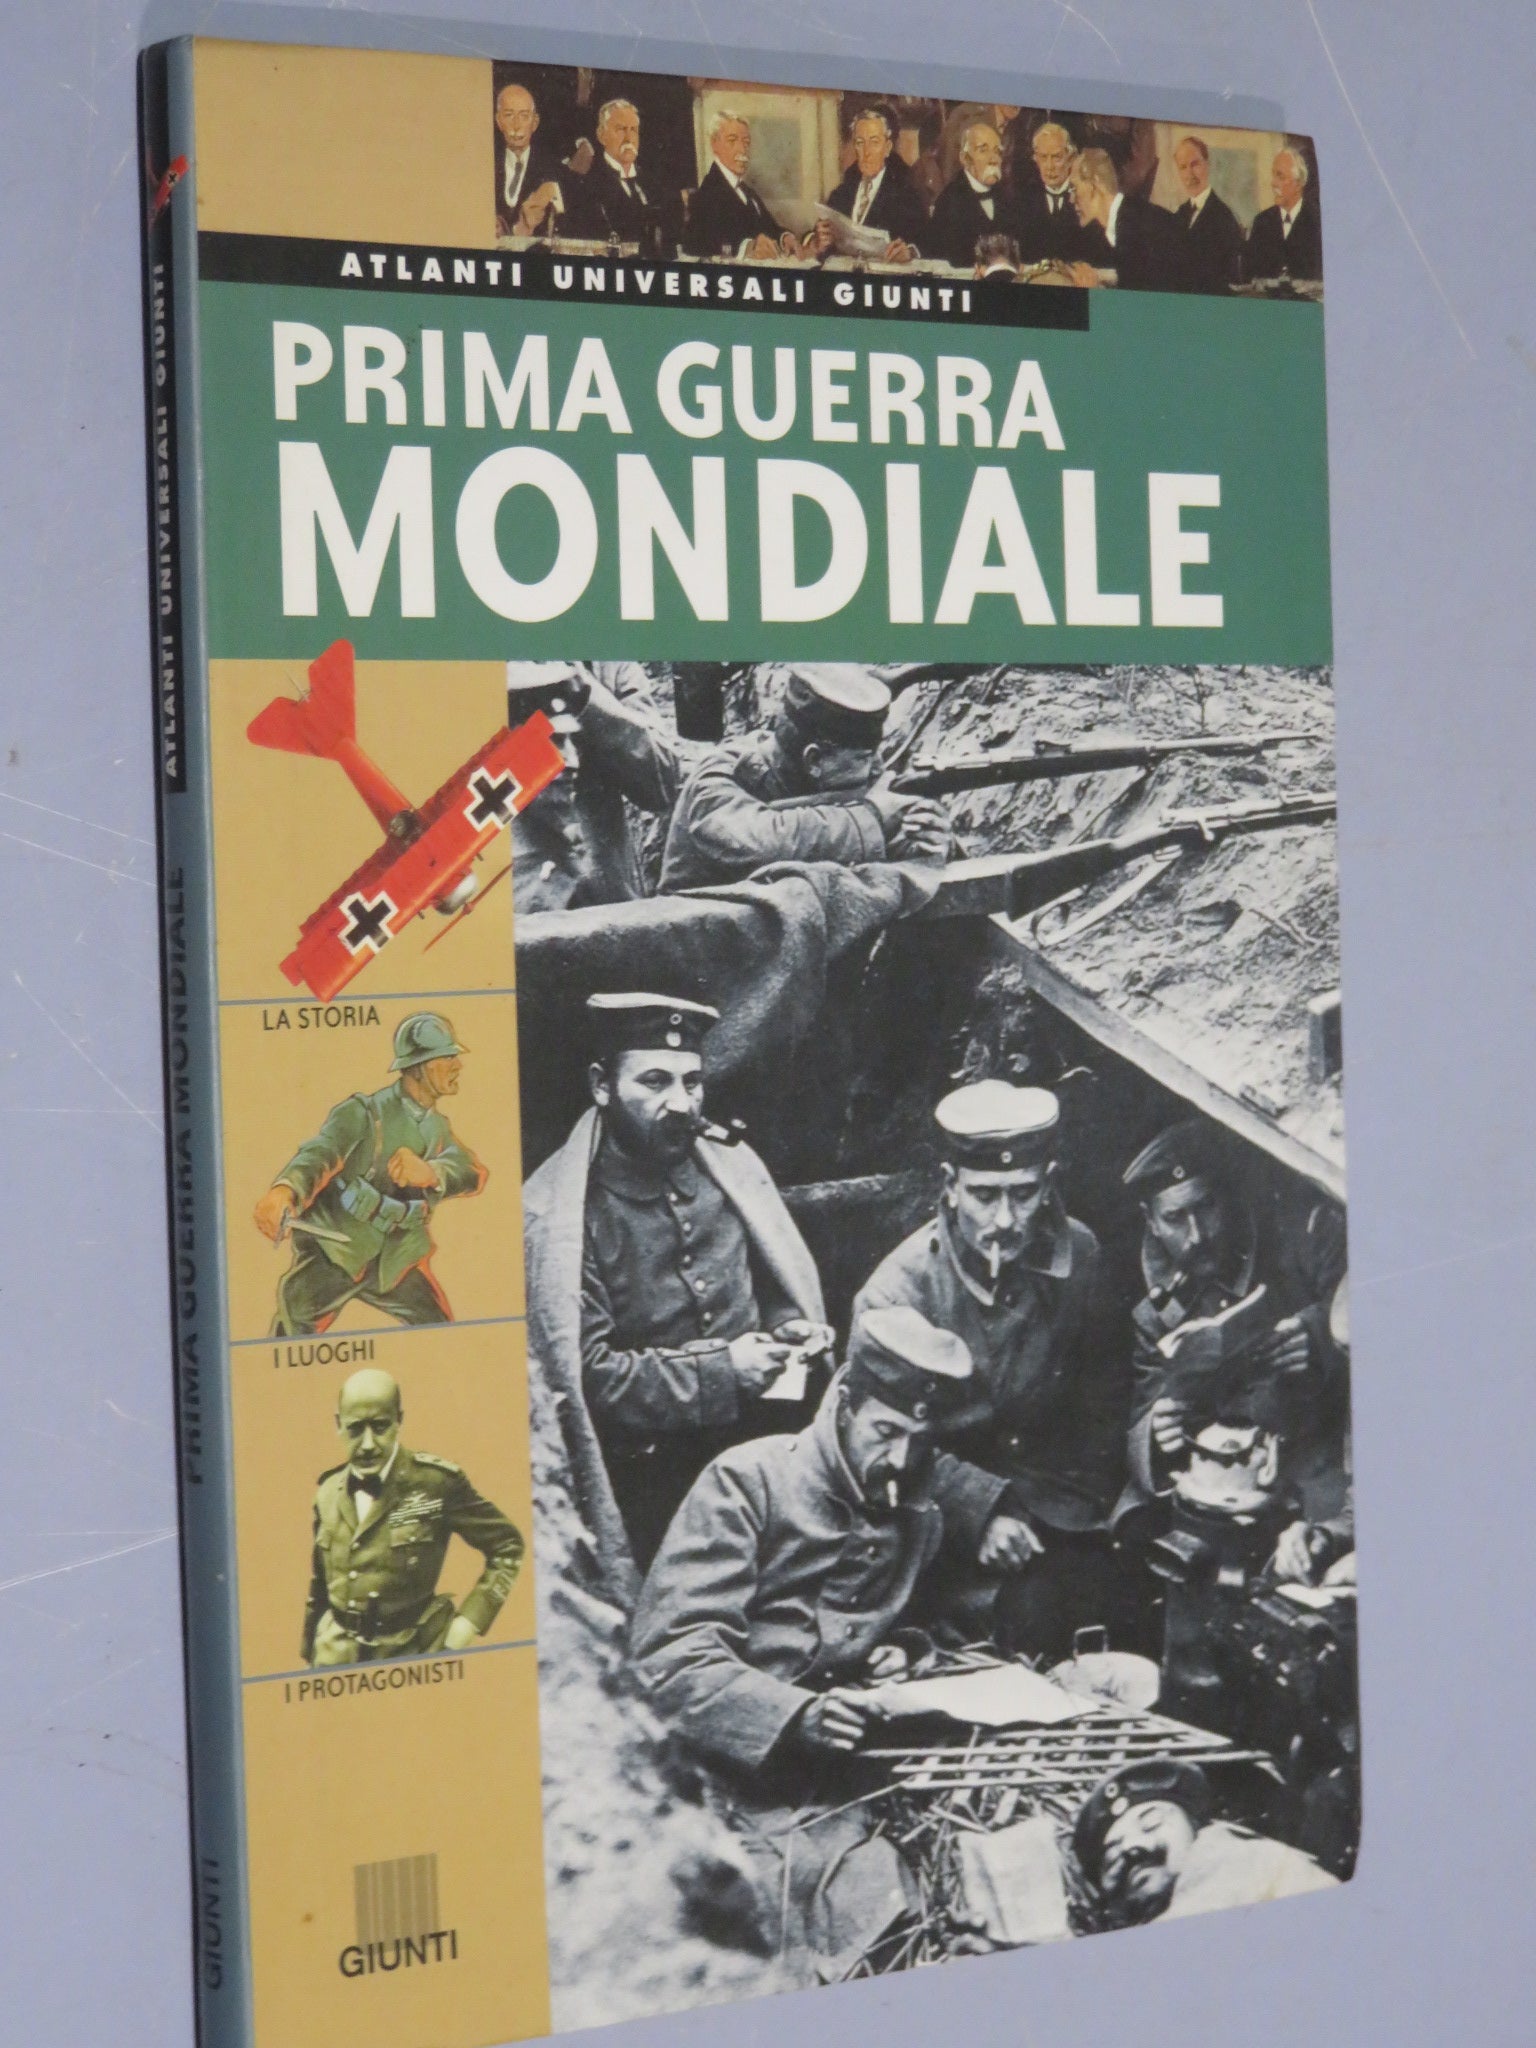 ATLANTI UNIVERSALI GIUNTI
PRIMA GUERRA
MONDIALE
LA STORIA
I LUOGHI
I PROTAGONISTI
GIUNTI
ATLANTI UNIVERSALI GIUNTI
PRIMA GUERRA MONDIALE
GIUNTI